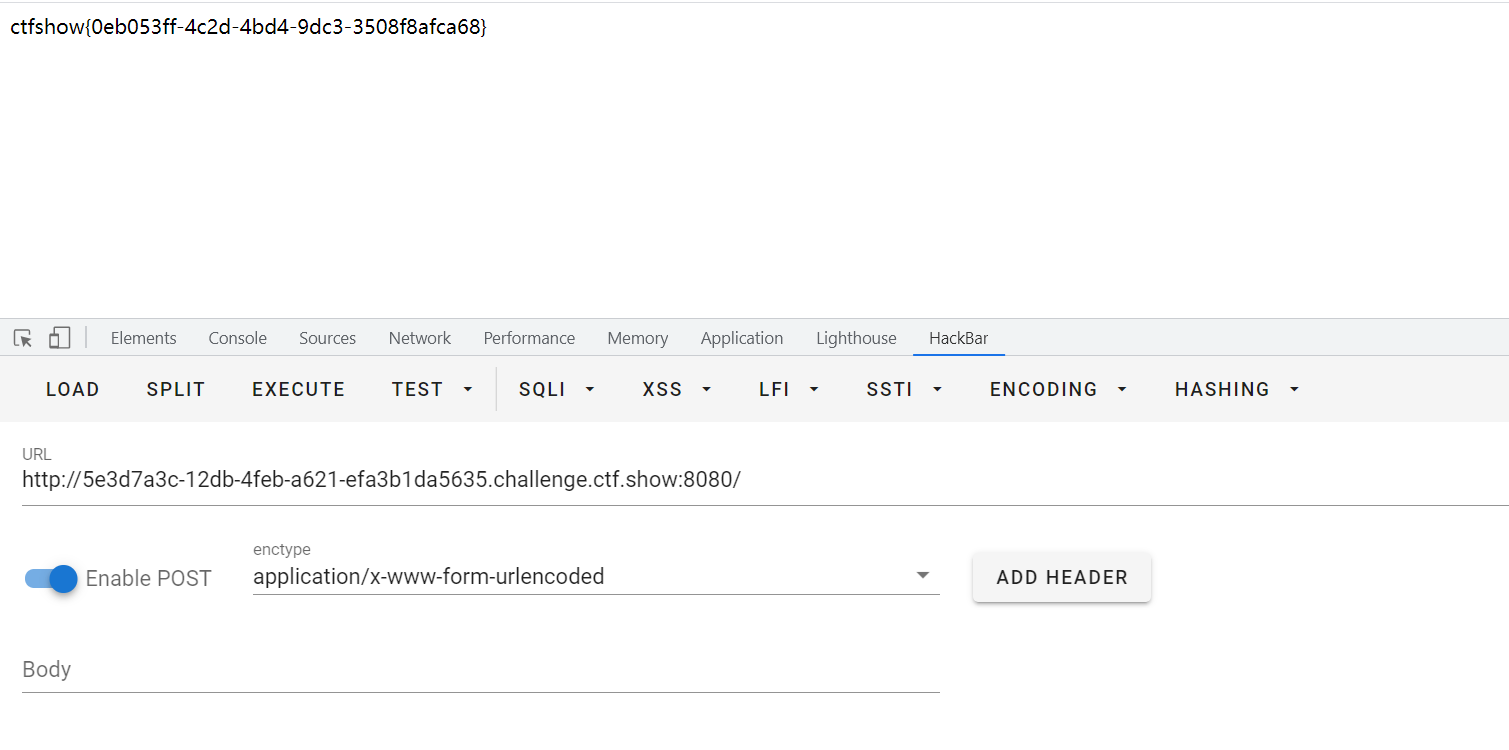 ctfshow{0eb053ff-4c2d-4bd4-9dc3-3508f8afca68}
Elements Console Sources Network Performance Memory Application Lighthouse HackBar
LOAD SPLIT EXECUTE TEST SQLI XSS LFI SSTI ENCODING HASHING
URL
http://5e3d7a3c-12db-4feb-a621-efa3b1da5635.challenge.ctf.show:8080/
enctype
Enable POST application/x-www-form-urlencoded ADD HEADER
Body